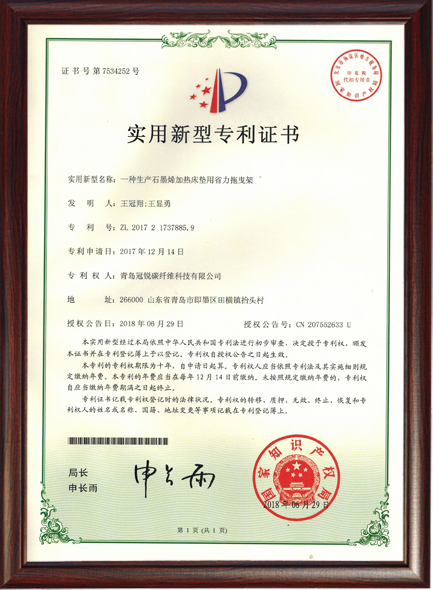 证书号第7534252号
实用新型专利证书
实用新型名称：一种生产石墨烯加热床垫用省力拖曳架
发明人：王冠翔;王显勇
专利号：ZL 2017 2 1737885.9
专利申请日：2017年12月14日
专利权人：青岛冠锐碳纤维科技有限公司
地址：266000 山东省青岛市即墨区田横镇抬头村
授权公告日：2018年06月29日 授权公告号：CN 207552633 U
本实用新型经过本局依照中华人民共和国专利法进行初步审查，决定授予专利权，颁发
本证书并在专利登记簿上予以登记。专利权自授权公告之日起生效。
本专利的专利权期限为十年，自申请日起算。专利权人应当依照专利法及其实施细则规
定缴纳年费。本专利的年费应当在每年12月14日前缴纳。未按照规定缴纳年费的，专利权
自应当缴纳年费期满之日起终止。
专利证书记载专利权登记时的法律状况。专利权的转移、质押、无效、终止、恢复和专
利权人的姓名或名称、国籍、地址变更等事项记载在专利登记簿上。
局长
申长雨
申长雨
国家知识产权局
2018年06月29日
第1页(共1页)